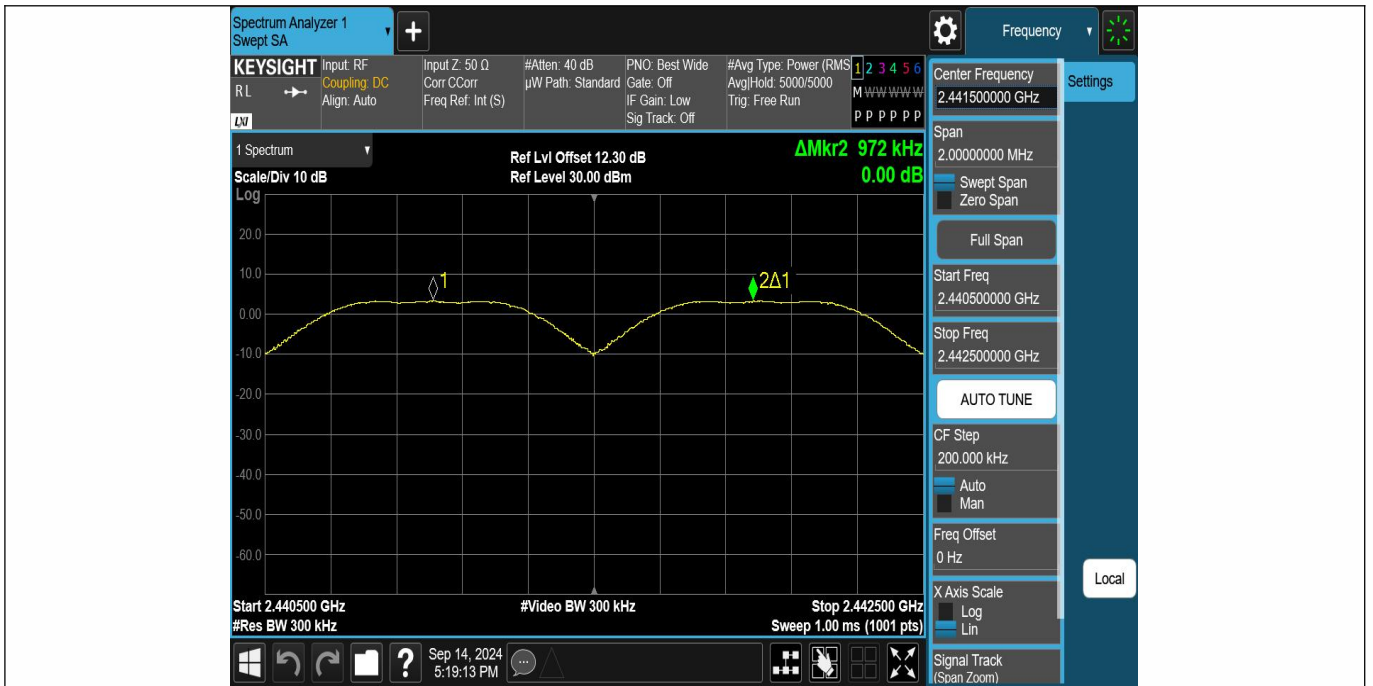 Spectrum Analyzer 1
Swept SA
+
Frequency
KEYSIGHT
RL
LXI
Input: RF
Coupling: DC
Align: Auto
Input Z: 50 Ω
Corr CCorr
Freq Ref: Int (S)
#Atten: 40 dB
µW Path: Standard
PNO: Best Wide
Gate: Off
IF Gain: Low
Sig Track: Off
#Avg Type: Power (RMS
Avg|Hold: 5000/5000
Trig: Free Run
1 2 3 4 5 6
M W W W W W
P P P P P P
1 Spectrum
Scale/Div 10 dB
Ref Lvl Offset 12.30 dB
Ref Level 30.00 dBm
ΔMkr2 972 kHz
0.00 dB
Log
20.0
10.0
0.00
-10.0
-20.0
-30.0
-40.0
-50.0
-60.0
1
2Δ1
Start 2.440500 GHz
#Res BW 300 kHz
#Video BW 300 kHz
Stop 2.442500 GHz
Sweep 1.00 ms (1001 pts)
Center Frequency
2.441500000 GHz
Settings
Span
2.00000000 MHz
Swept Span
Zero Span
Full Span
Start Freq
2.440500000 GHz
Stop Freq
2.442500000 GHz
AUTO TUNE
CF Step
200.000 kHz
Auto
Man
Freq Offset
0 Hz
X Axis Scale
Log
Lin
Signal Track
(Span Zoom)
Local
?
Sep 14, 2024
5:19:13 PM